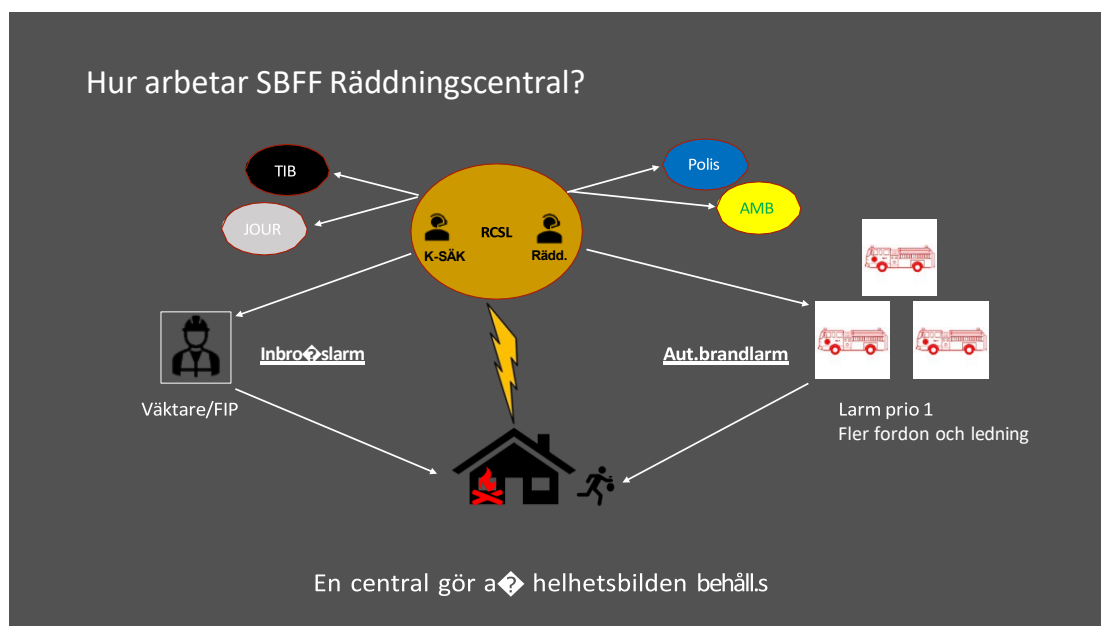 Hur arbetar SBFF Räddningscentral?
TIB
Polis
JOUR
AMB
RCSL
K-SÄK
Rädd.
Inbro�slarm
Aut.brandlarm
Väktare/FIP
Larm prio 1
Fler fordon och ledning
En central gör a� helhetsbilden behåll.s